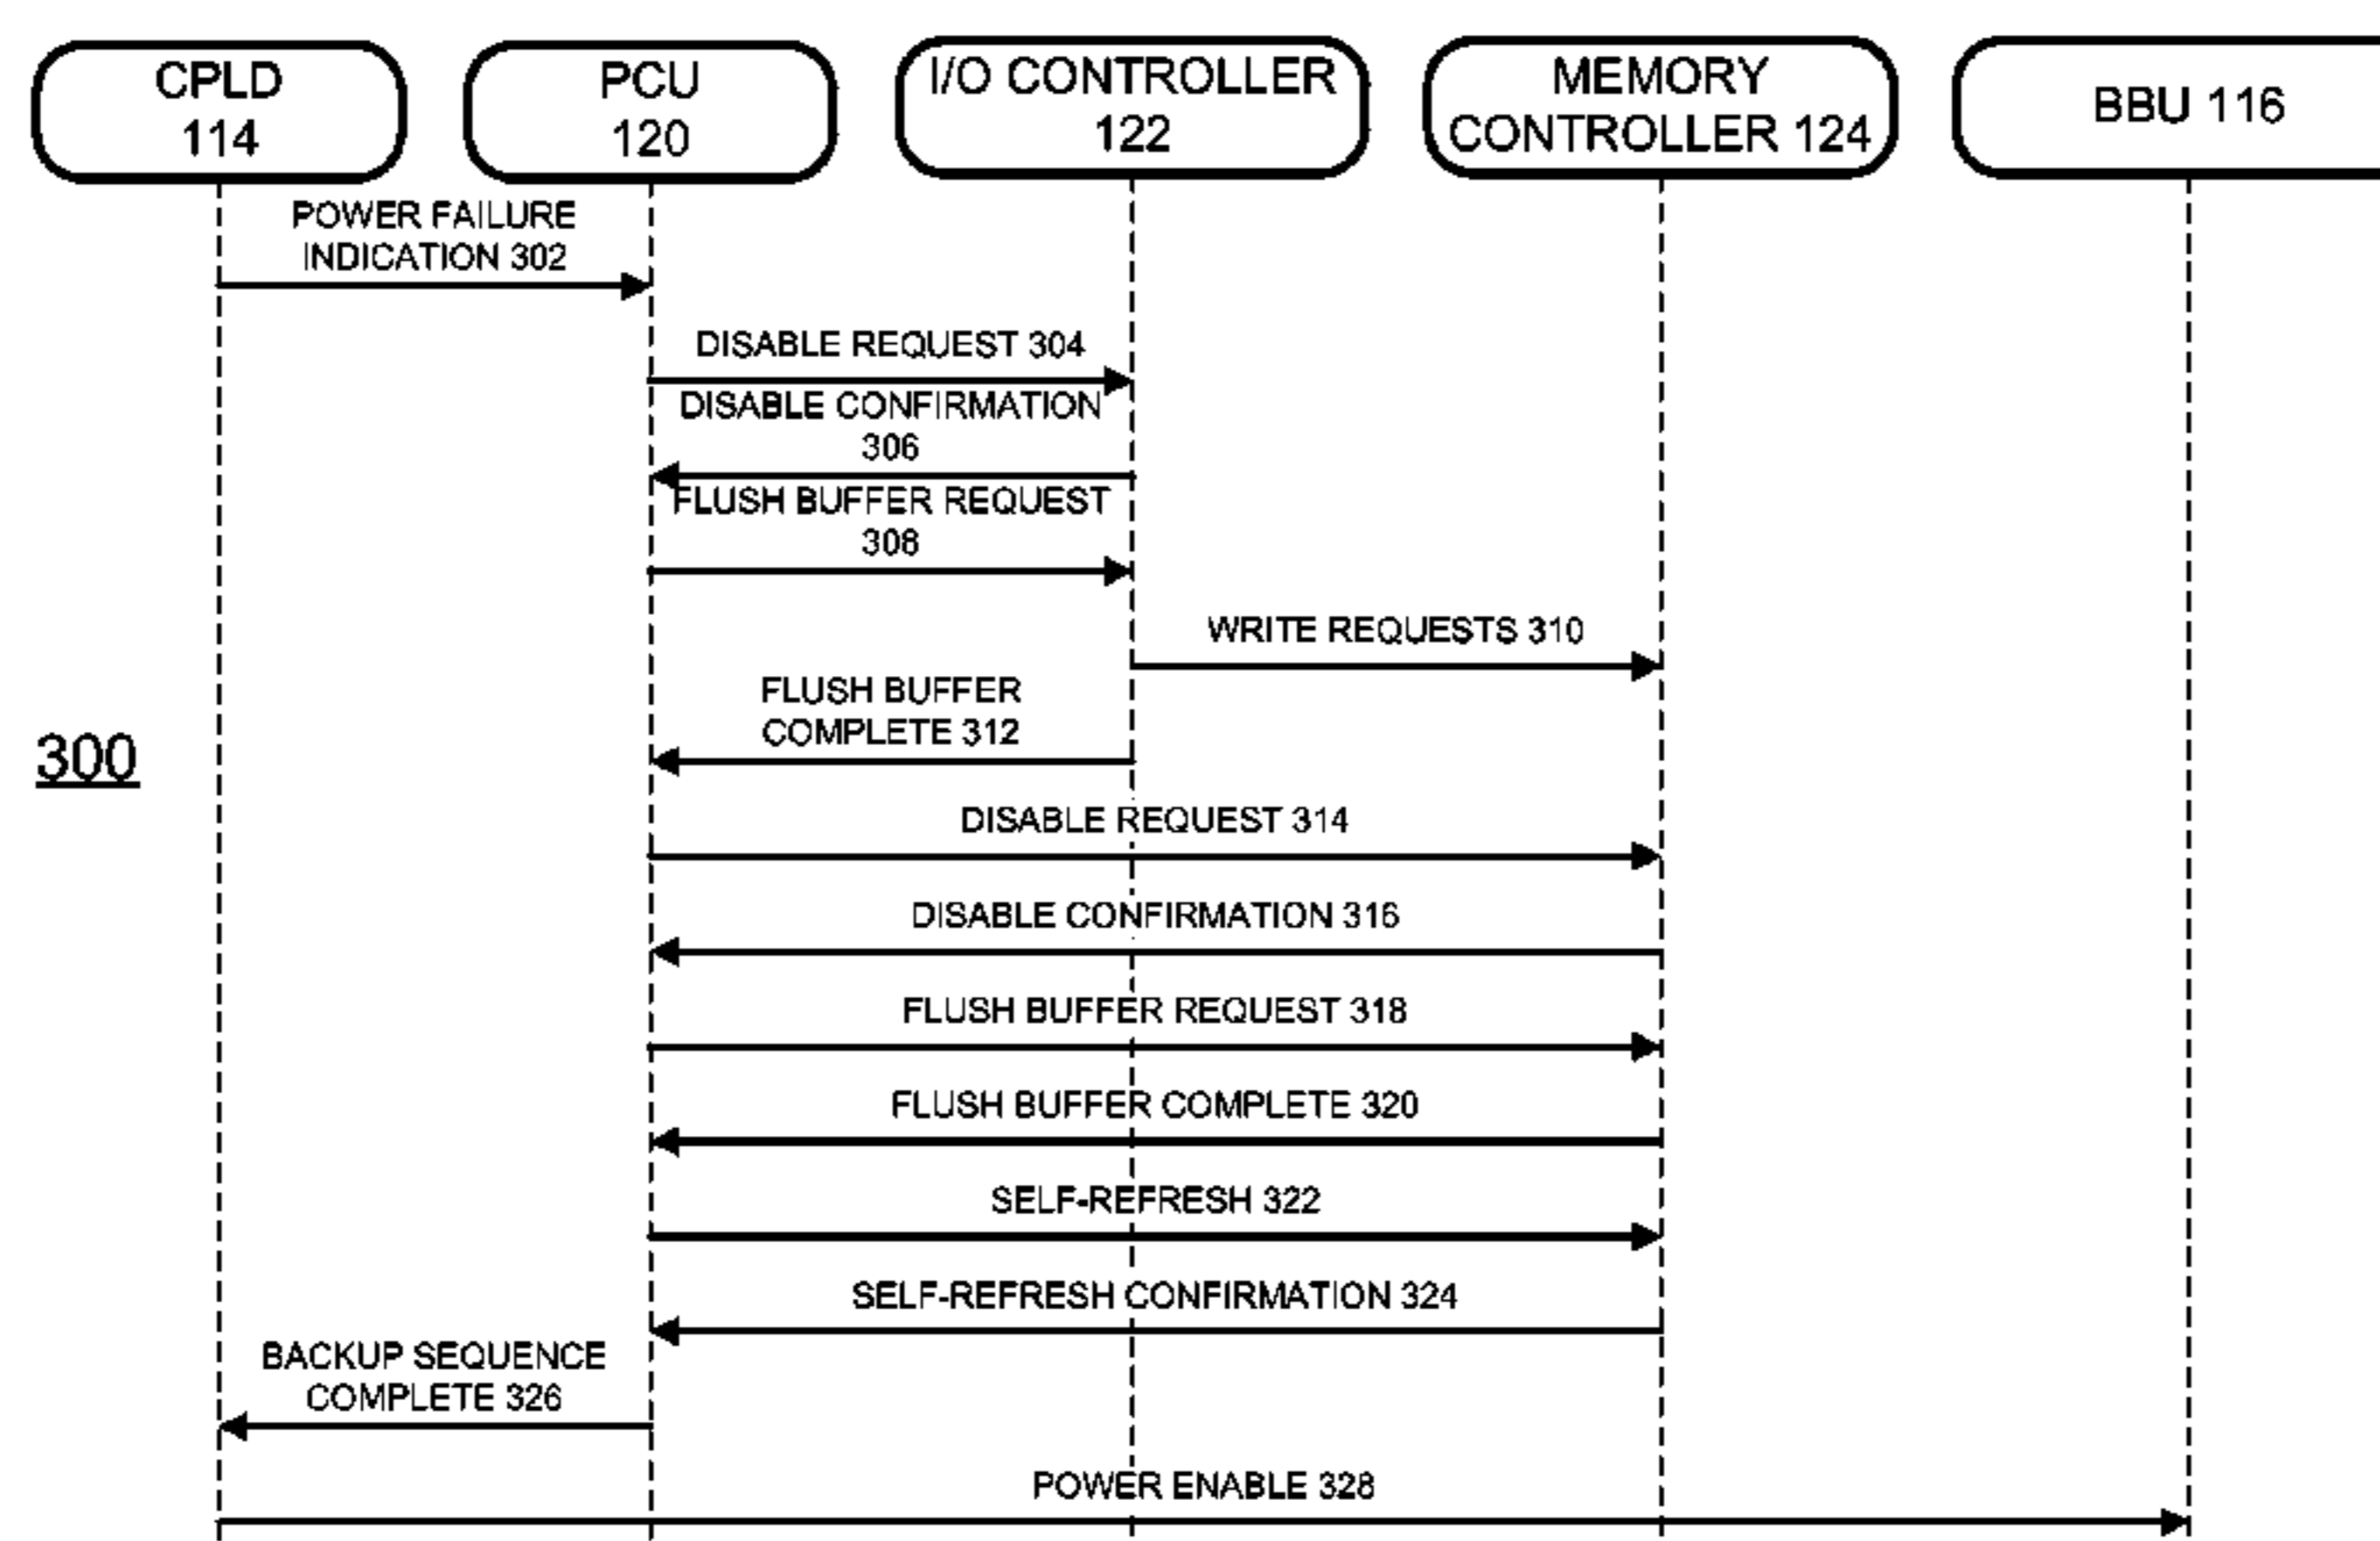 CPLD
114
PCU
120
I/O CONTROLLER
122
MEMORY
CONTROLLER 124
BBU 116
POWER FAILURE
INDICATION 302
DISABLE REQUEST 304
DISABLE CONFIRMATION
306
FLUSH BUFFER REQUEST
308
WRITE REQUESTS 310
FLUSH BUFFER
COMPLETE 312
300
DISABLE REQUEST 314
DISABLE CONFIRMATION 316
FLUSH BUFFER REQUEST 318
FLUSH BUFFER COMPLETE 320
SELF-REFRESH 322
SELF-REFRESH CONFIRMATION 324
BACKUP SEQUENCE
COMPLETE 326
POWER ENABLE 328